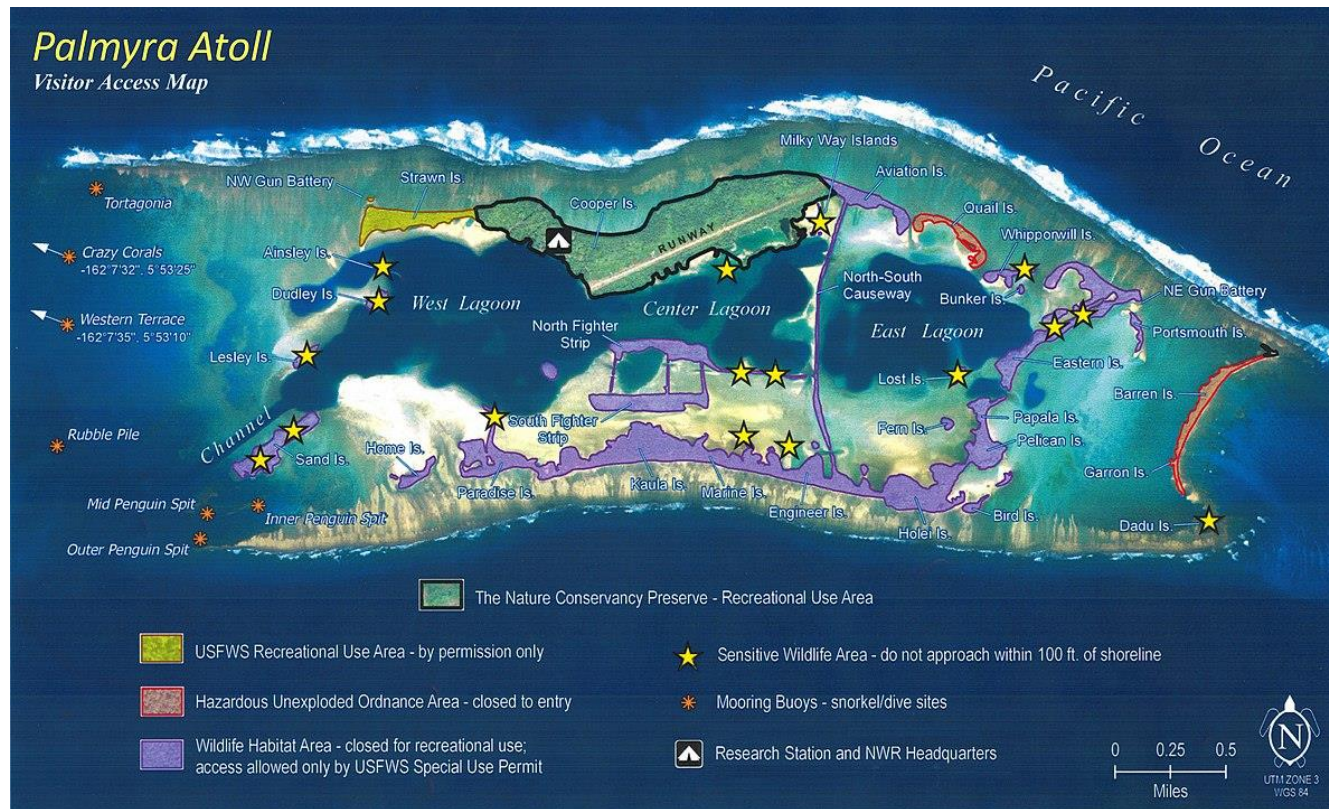 Palmyra Atoll
Visitor Access Map
Pacific Ocean
Milky Way Islands
Aviation Is.
NW Gun Battery
Strawn Is.
Cooper Is.
Quail Is.
Tortagonia
RUNWAY
Whipporwill Is.
Crazy Corals
-162°7'32", 5°53'25"
Ainsley Is.
Dudley Is.
West Lagoon
Center Lagoon
North-South
Causeway
Bunker Is.
NE Gun Battery
Western Terrace
-162°7'35", 5°53'10"
North Fighter
Strip
East Lagoon
Portsmouth Is.
Lesley Is.
Eastern Is.
Lost Is.
Barren Is.
Channel
South Fighter
Strip
Fern Is.
Papala Is.
Rubble Pile
Sand Is.
Home Is.
Pelican Is.
Paradise Is.
Kaula Is.
Marine Is.
Garron Is.
Mid Penguin Spit
Inner Penguin Spit
Engineer Is.
Holei Is.
Bird Is.
Dadu Is.
Outer Penguin Spit
The Nature Conservancy Preserve - Recreational Use Area
USFWS Recreational Use Area - by permission only
Sensitive Wildlife Area - do not approach within 100 ft. of shoreline
Hazardous Unexploded Ordnance Area - closed to entry
Mooring Buoys - snorkel/dive sites
Wildlife Habitat Area - closed for recreational use;
access allowed only by USFWS Special Use Permit
Research Station and NWR Headquarters
0 0.25 0.5
Miles
N
UTM ZONE 3
WGS 84